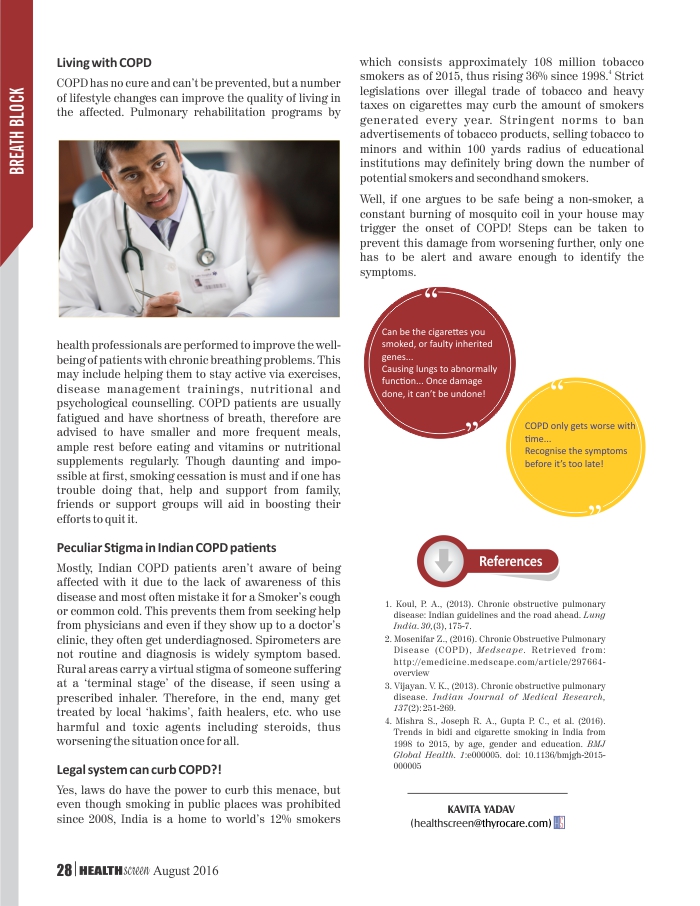 BREATH BLOCK
Living with COPD
COPD has no cure and can't be prevented, but a number
of lifestyle changes can improve the quality of living in
the affected. Pulmonary rehabilitation programs by
health professionals are performed to improve the well-
being of patients with chronic breathing problems. This
may include helping them to stay active via exercises,
disease management trainings, nutritional and
psychological counselling. COPD patients are usually
fatigued and have shortness of breath, therefore are
advised to have smaller and more frequent meals,
ample rest before eating and vitamins or nutritional
supplements regularly. Though daunting and impo-
ssible at first, smoking cessation is must and if one has
trouble doing that, help and support from family,
friends or support groups will aid in boosting their
efforts to quit it.
Peculiar Stigma in Indian COPD patients
Mostly, Indian COPD patients aren't aware of being
affected with it due to the lack of awareness of this
disease and most often mistake it for a Smoker's cough
or common cold. This prevents them from seeking help
from physicians and even if they show up to a doctor's
clinic, they often get underdiagnosed. Spirometers are
not routine and diagnosis is widely symptom based.
Rural areas carry a virtual stigma of someone suffering
at a 'terminal stage' of the disease, if seen using a
prescribed inhaler. Therefore, in the end, many get
treated by local 'hakims', faith healers, etc. who use
harmful and toxic agents including steroids, thus
worsening the situation once for all.
Legal system can curb COPD?!
Yes, laws do have the power to curb this menace, but
even though smoking in public places was prohibited
since 2008, India is a home to world's 12% smokers
which consists approximately 108 million tobacco
smokers as of 2015, thus rising 36% since 1998.4 Strict
legislations over illegal trade of tobacco and heavy
taxes on cigarettes may curb the amount of smokers
generated every year. Stringent norms to ban
advertisements of tobacco products, selling tobacco to
minors and within 100 yards radius of educational
institutions may definitely bring down the number of
potential smokers and secondhand smokers.
Well, if one argues to be safe being a non-smoker, a
constant burning of mosquito coil in your house may
trigger the onset of COPD! Steps can be taken to
prevent this damage from worsening further, only one
has to be alert and aware enough to identify the
symptoms.
“
Can be the cigarettes you
smoked, or faulty inherited
genes...
Causing lungs to abnormally
function... Once damage
done, it can't be undone!
”
“
COPD only gets worse with
time...
Recognise the symptoms
before it's too late!
”
References
1. Koul, P. A., (2013). Chronic obstructive pulmonary
disease: Indian guidelines and the road ahead. Lung
India. 30,(3), 175-7.
2. Mosenifar Z., (2016). Chronic Obstructive Pulmonary
Disease (COPD), Medscape. Retrieved from:
http://emedicine.medscape.com/article/297664-
overview
3. Vijayan. V. K., (2013). Chronic obstructive pulmonary
disease. Indian Journal of Medical Research,
137(2):251-269.
4. Mishra S., Joseph R. A., Gupta P. C., et al. (2016).
Trends in bidi and cigarette smoking in India from
1998 to 2015, by age, gender and education. BMJ
Global Health. 1:e000005. doi: 10.1136/bmjgh-2015-
000005
KAVITA YADAV
(healthscreen@thyrocare.com)
28 | HEALTHscreen August 2016